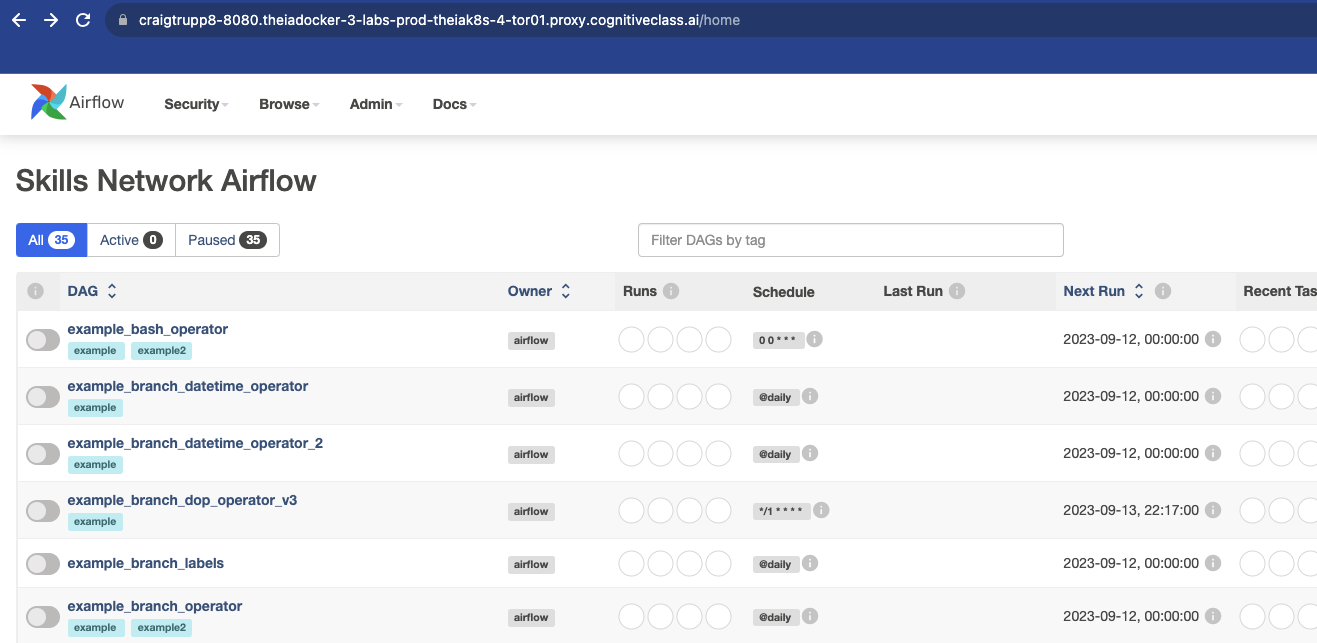 craigtrupp8-8080.theiadocker-3-labs-prod-theiak8s-4-tor01.proxy.cognitiveclass.ai/home
Airflow Security Browse Admin Docs
Skills Network Airflow
All 35 Active 0 Paused 35 Filter DAGs by tag
DAG Owner Runs Schedule Last Run Next Run Recent Tas
example_bash_operator
airflow 0 0 * * * 2023-09-12, 00:00:00
example example2
example_branch_datetime_operator
airflow @daily 2023-09-12, 00:00:00
example
example_branch_datetime_operator_2
airflow @daily 2023-09-12, 00:00:00
example
example_branch_dop_operator_v3
airflow */1 * * * * 2023-09-13, 22:17:00
example
example_branch_labels airflow @daily 2023-09-12, 00:00:00
example_branch_operator
airflow @daily 2023-09-12, 00:00:00
example example2